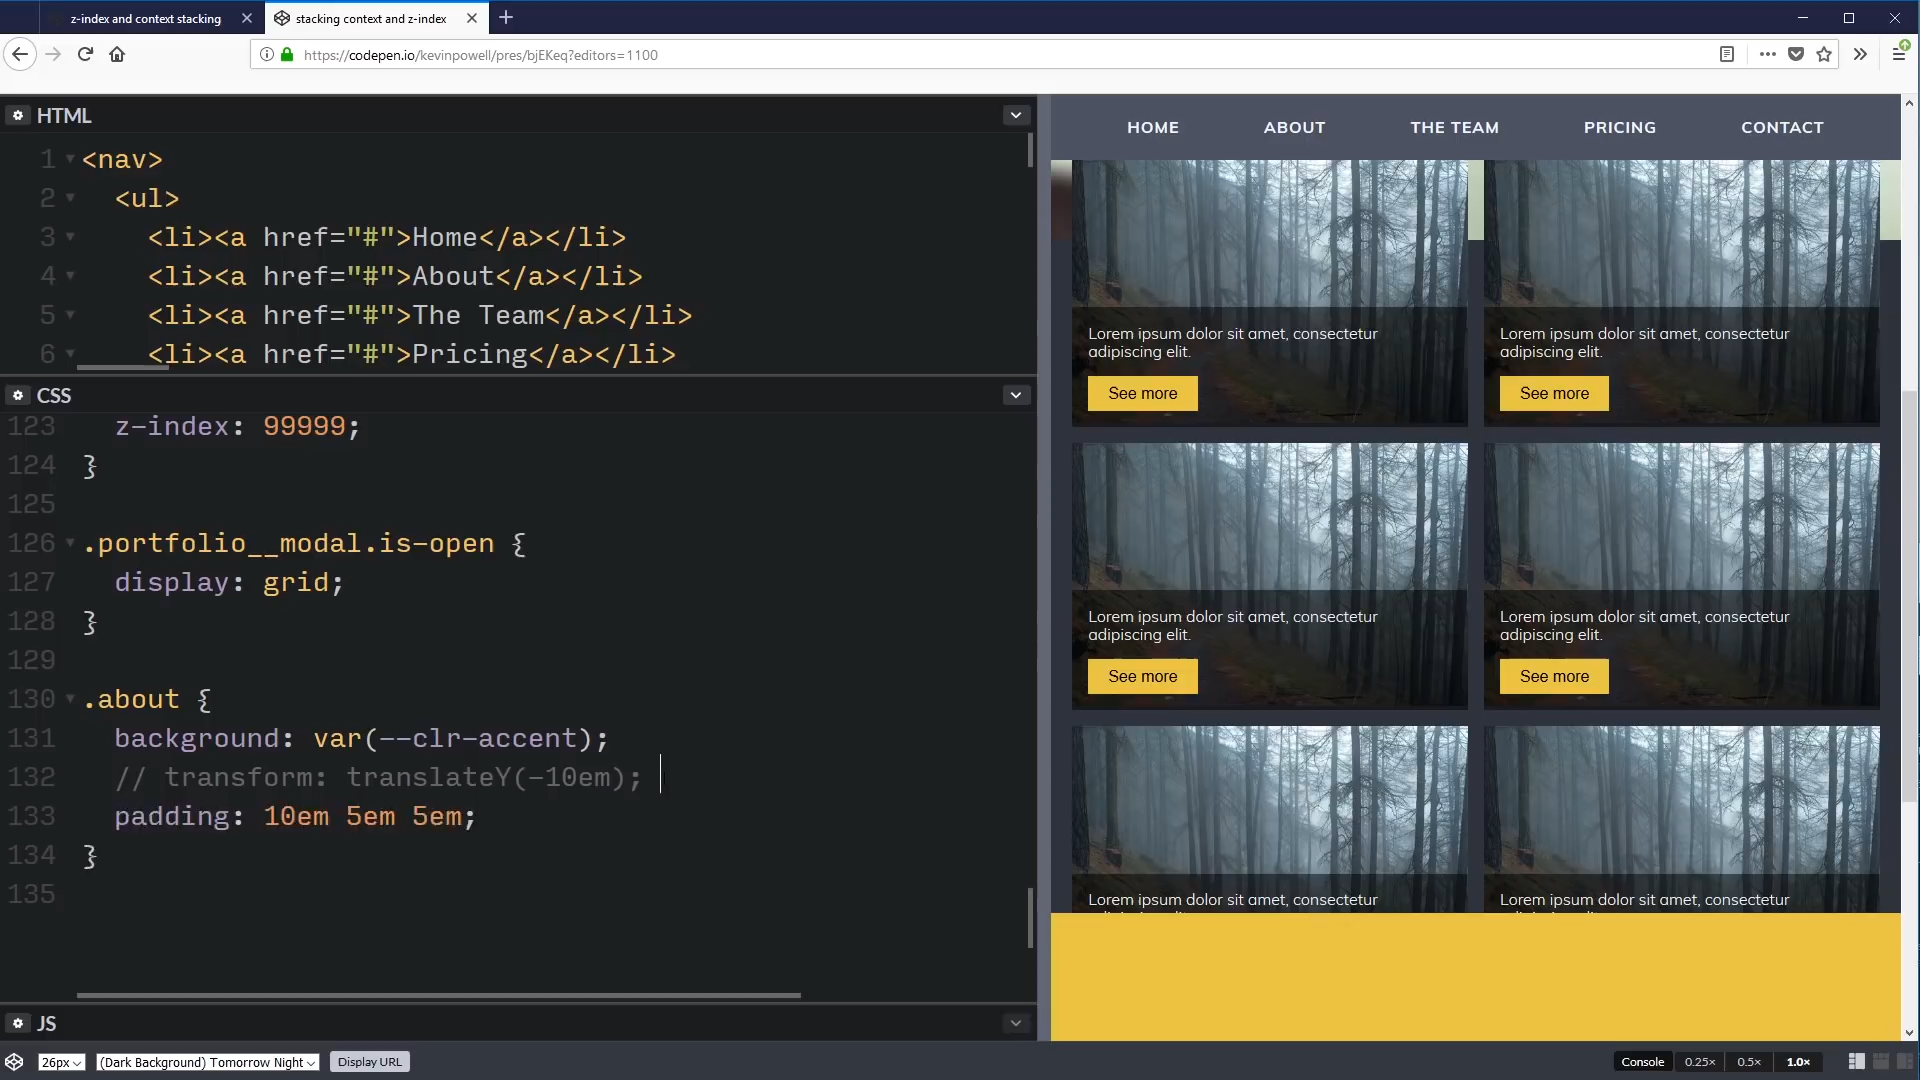 z-index and context stacking
stacking context and z-index
https://codepen.io/kevinpowell/pres/bjEKeq?editors=1100
HTML
1 <nav>
2 <ul>
3 <li><a href="#">Home</a></li>
4 <li><a href="#">About</a></li>
5 <li><a href="#">The Team</a></li>
6 <li><a href="#">Pricing</a></li>
CSS
123 z-index: 99999;
124 }
125
126 .portfolio__modal.is-open {
127 display: grid;
128 }
129
130 .about {
131 background: var(--clr-accent);
132 // transform: translateY(-10em);
133 padding: 10em 5em 5em;
134 }
135
JS
HOME ABOUT THE TEAM PRICING CONTACT
Lorem ipsum dolor sit amet, consectetur
adipiscing elit.
See more
Lorem ipsum dolor sit amet, consectetur
adipiscing elit.
See more
Lorem ipsum dolor sit amet, consectetur
adipiscing elit.
See more
Lorem ipsum dolor sit amet, consectetur
adipiscing elit.
See more
Lorem ipsum dolor sit amet, consectetur
Lorem ipsum dolor sit amet, consectetur
26px (Dark Background) Tomorrow Night Display URL
Console 0.25× 0.5× 1.0×